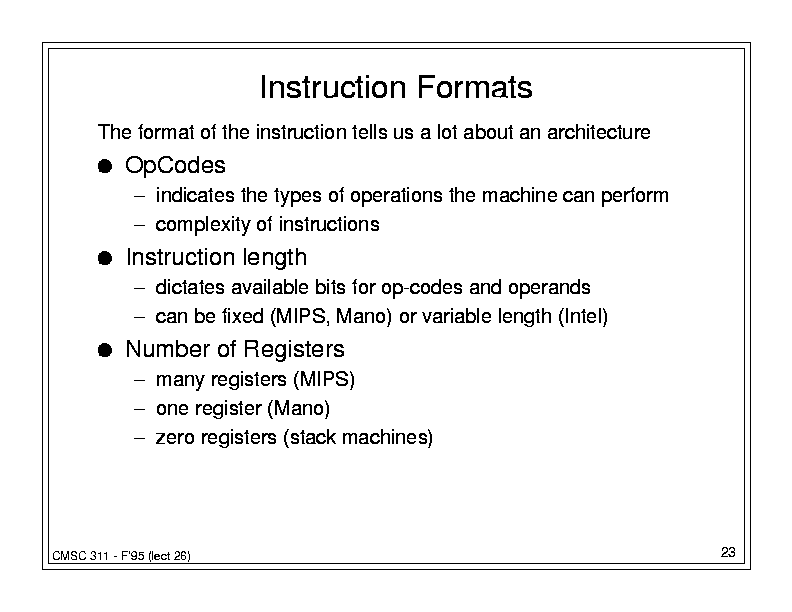 Instruction Formats
The format of the instruction tells us a lot about an architecture
● OpCodes
– indicates the types of operations the machine can perform
– complexity of instructions
● Instruction length
– dictates available bits for op-codes and operands
– can be fixed (MIPS, Mano) or variable length (Intel)
● Number of Registers
– many registers (MIPS)
– one register (Mano)
– zero registers (stack machines)
CMSC 311 - F'95 (lect 26)
23